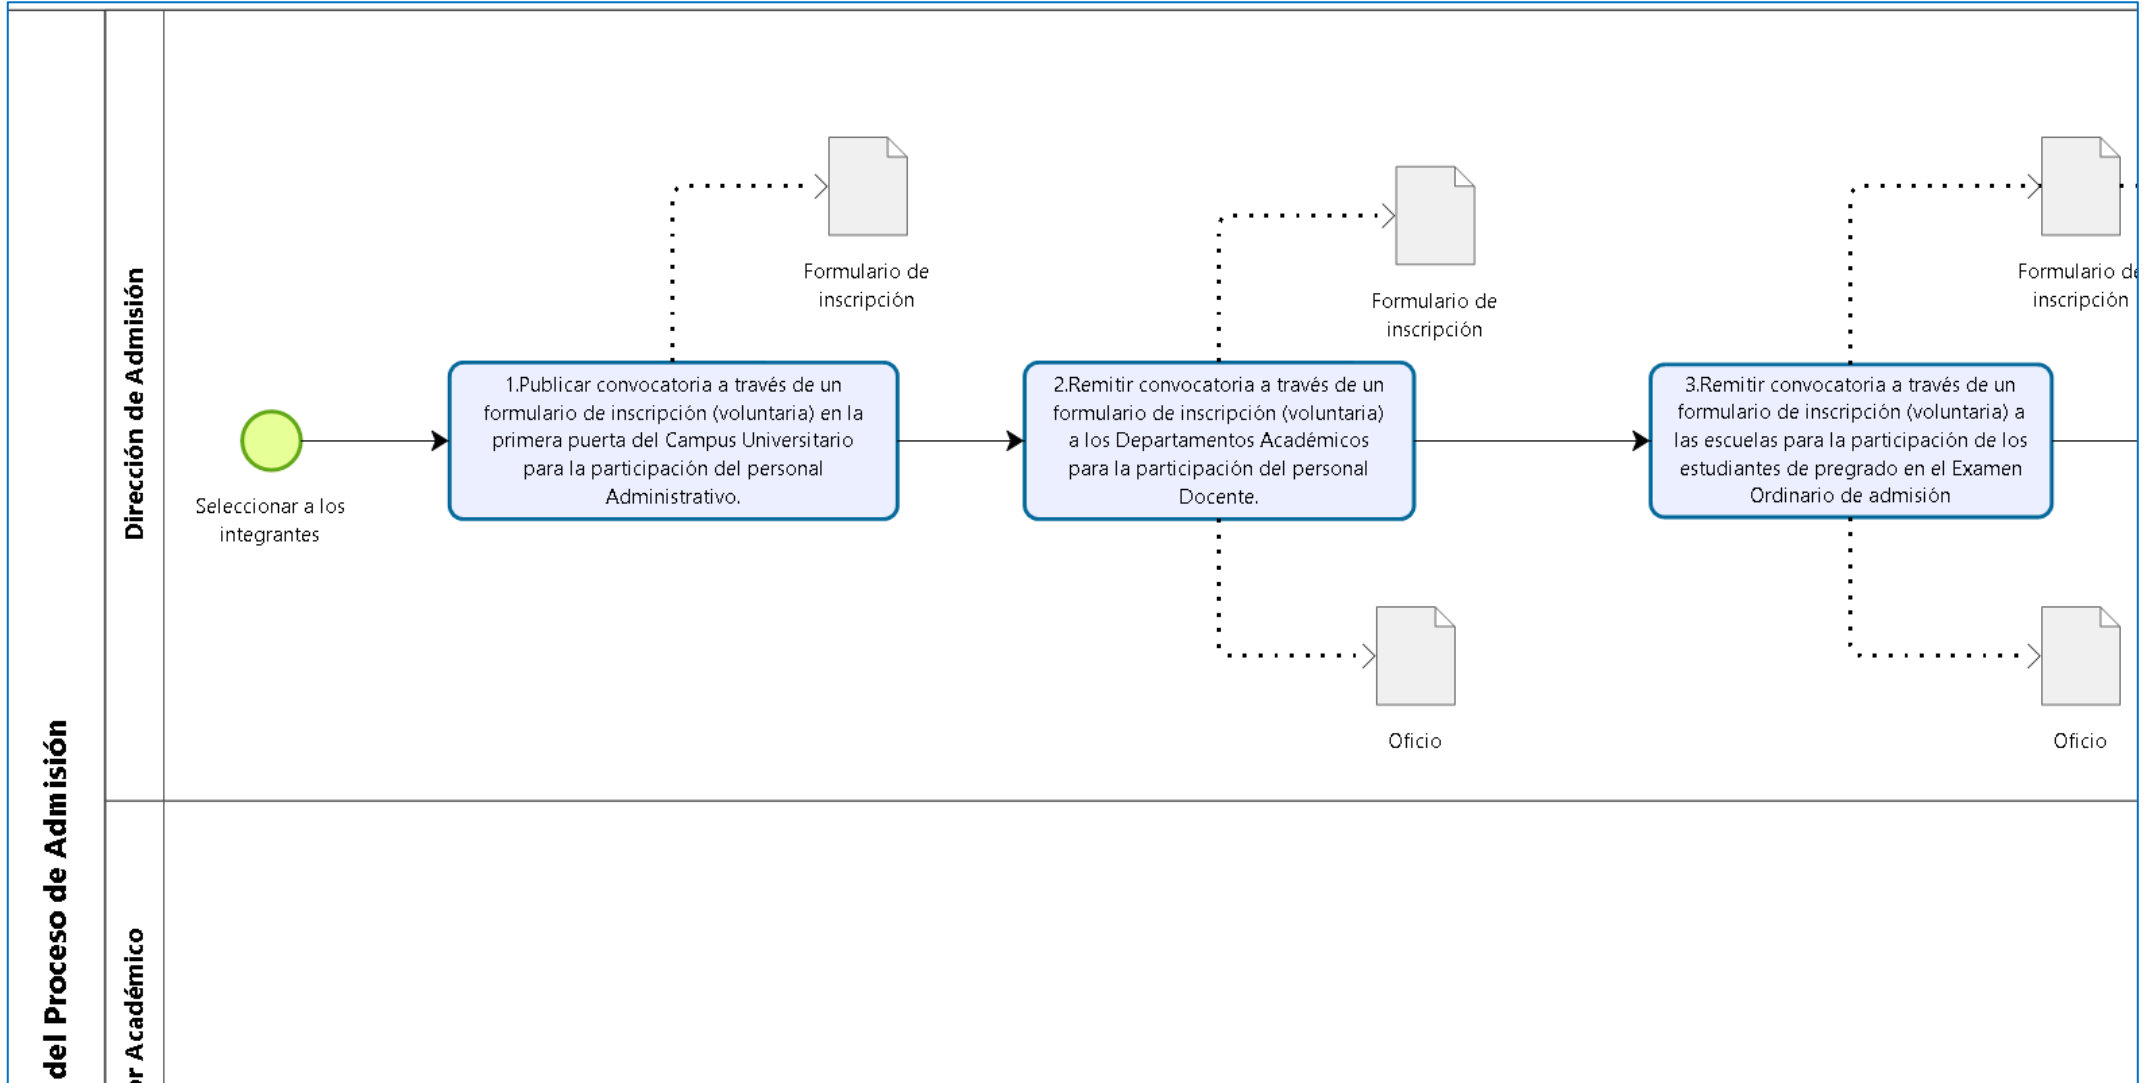 del Proceso de Admisión
Dirección de Admisión
Seleccionar a los
integrantes
1.Publicar convocatoria a través de un
formulario de inscripción (voluntaria) en la
primera puerta del Campus Universitario
para la participación del personal
Administrativo.
Formulario de
inscripción
2.Remitir convocatoria a través de un
formulario de inscripción (voluntaria)
a los Departamentos Académicos
para la participación del personal
Docente.
Formulario de
inscripción
Oficio
3.Remitir convocatoria a través de un
formulario de inscripción (voluntaria) a
las escuelas para la participación de los
estudiantes de pregrado en el Examen
Ordinario de admisión
Formulario de
inscripción
Oficio
Académico